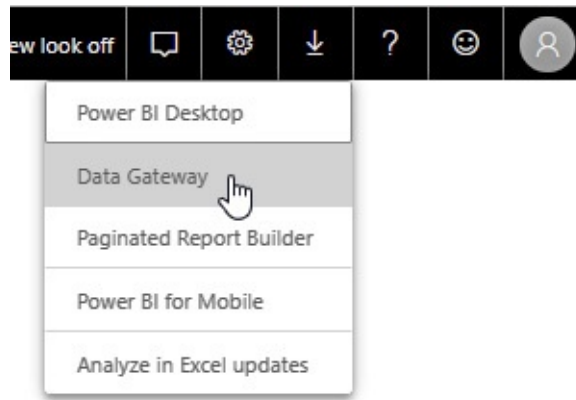 ew look off
?
Power BI Desktop
Data Gateway
Paginated Report Builder
Power BI for Mobile
Analyze in Excel updates